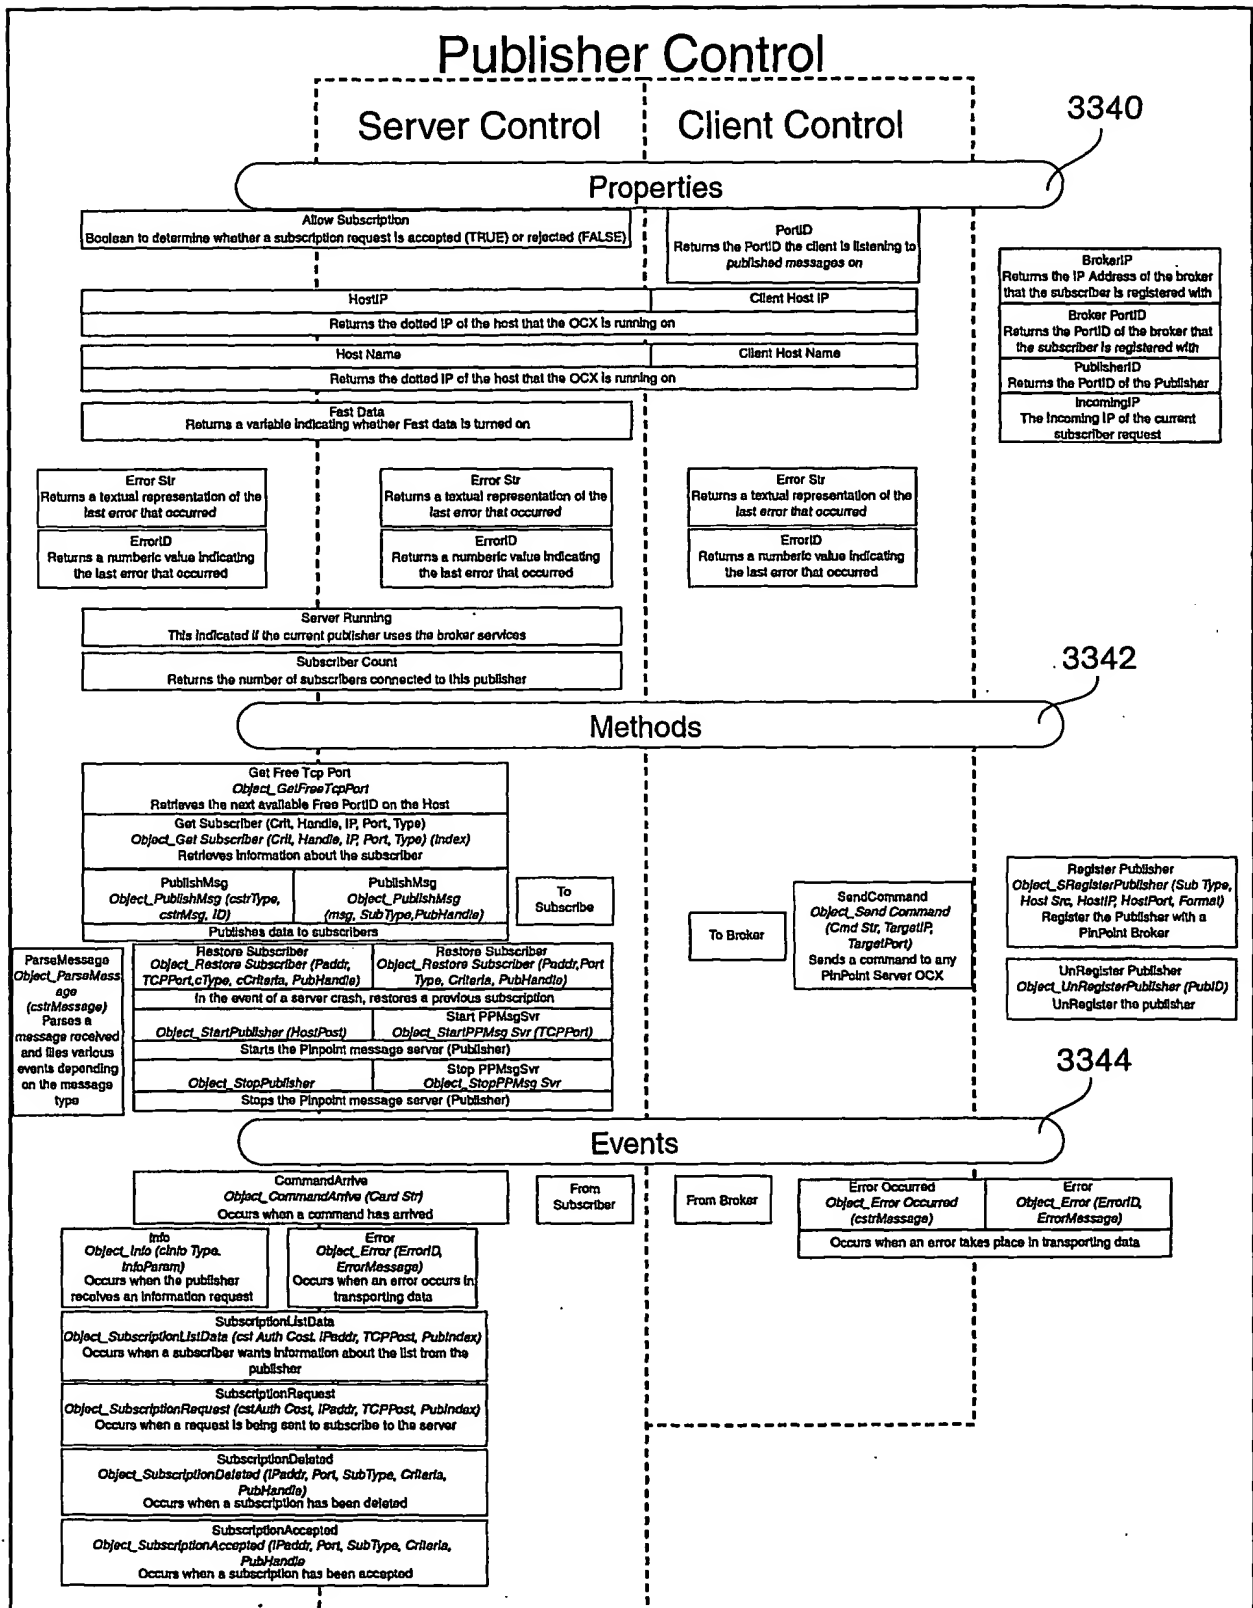 Publisher Control
Server Control
Client Control
3340
Properties
Allow Subscription
Boolean to determine whether a subscription request is accepted (TRUE) or rejected (FALSE)
PortID
Returns the PortID the client is listening to
published messages on
BrokerIP
Returns the IP Address of the broker
that the subscriber is registered with
Broker PortID
Returns the PortID of the broker that
the subscriber is registered with
PublisherID
Returns the PortID of the Publisher
IncomingIP
The Incoming IP of the current
subscriber request
HostIP
Client Host IP
Returns the dotted IP of the host that the OCX is running on
Host Name
Client Host Name
Returns the dotted IP of the host that the OCX is running on
Fast Data
Returns a variable indicating whether Fast data is turned on
Error Str
Returns a textual representation of the
last error that occurred
ErrorID
Returns a numberic value indicating
the last error that occurred
Error Str
Returns a textual representation of the
last error that occurred
ErrorID
Returns a numberic value indicating
the last error that occurred
Error Str
Returns a textual representation of the
last error that occurred
ErrorID
Returns a numberic value indicating
the last error that occurred
Server Running
This indicated if the current publisher uses the broker services
Subscriber Count
Returns the number of subscribers connected to this publisher
3342
Methods
Get Free Tcp Port
Object_GetFreeTcpPort
Retrieves the next available Free PortID on the Host
Get Subscriber (Crit, Handle, IP, Port, Type)
Object_Get Subscriber (Crit, Handle, IP, Port, Type) (Index)
Retrieves information about the subscriber
PublishMsg
Object_PublishMsg (cstrType,
cstrMsg, ID)
PublishMsg
Object_PublishMsg
(msg, SubType,PubHandle)
Publishes data to subscribers
To
Subscribe
To Broker
SendCommand
Object_Send Command
(Cmd Str, TargetIP,
TargetPort)
Sends a command to any
PinPoint Server OCX
Register Publisher
Object_SRegisterPublisher (Sub Type,
Host Src, HostIP, HostPort, Format)
Register the Publisher with a
PinPoint Broker
UnRegister Publisher
Object_UnRegisterPublisher (PubID)
UnRegister the publisher
ParseMessage
Object_ParseMess
age
(cstrMessage)
Parses a
message received
and files various
events depending
on the message
type
Restore Subscriber
Object_Restore Subscriber (Paddr,
TCPPort,cType, cCriteria, PubHandle)
Restore Subscriber
Object_Restore Subscriber (Paddr,Port
Type, Criteria, PubHandle)
In the event of a server crash, restores a previous subscription
Object_StartPublisher (HostPost)
Start PPMsgSvr
Object_StartPPMsg Svr (TCPPort)
Starts the Pinpoint message server (Publisher)
Object_StopPublisher
Stop PPMsgSvr
Object_StopPPMsg Svr
Stops the Pinpoint message server (Publisher)
3344
Events
CommandArrive
Object_CommandArrive (Card Str)
Occurs when a command has arrived
From
Subscriber
From Broker
Error Occurred
Object_Error Occurred
(cstrMessage)
Error
Object_Error (ErrorID,
ErrorMessage)
Occurs when an error takes place in transporting data
Info
Object_Info (cInfo Type.
InfoParam)
Occurs when the publisher
receives an information request
Error
Object_Error (ErrorID,
ErrorMessage)
Occurs when an error occurs in
transporting data
SubscriptionListData
Object_SubscriptionListData (cst Auth Cost. IPaddr, TCPPost, PubIndex)
Occurs when a subscriber wants information about the list from the
publisher
SubscriptionRequest
Object_SubscriptionRequest (cstAuth Cost, IPaddr, TCPPost, PubIndex)
Occurs when a request is being sent to subscribe to the server
SubscriptionDeleted
Object_SubscriptionDeleted (IPaddr, Port, SubType, Criteria,
PubHandle)
Occurs when a subscription has been deleted
SubscriptionAccepted
Object_SubscriptionAccepted (IPaddr, Port, SubType, Criteria,
PubHandle
Occurs when a subscription has been accepted